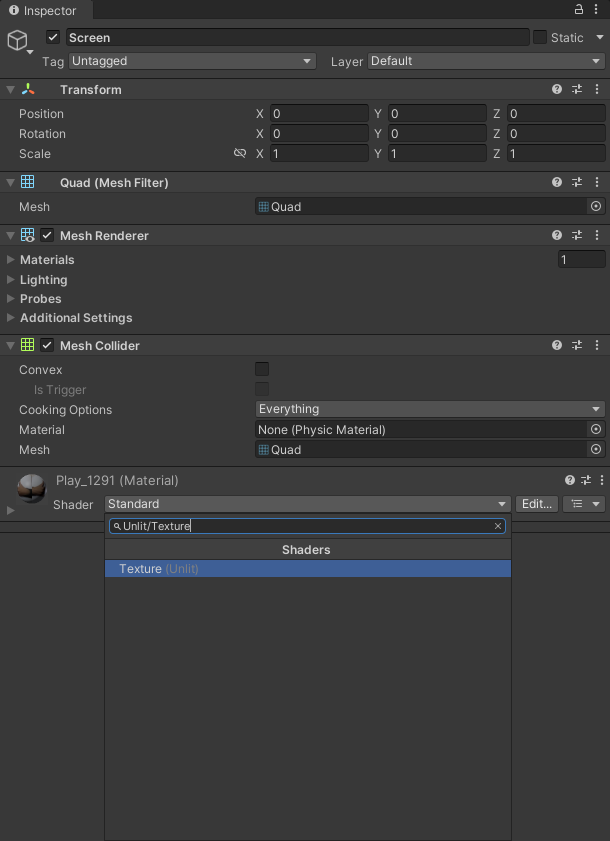 Inspector
Screen
Static
Tag Untagged Layer Default
Transform
Position X 0 Y 0 Z 0
Rotation X 0 Y 0 Z 0
Scale X 1 Y 1 Z 1
Quad (Mesh Filter)
Mesh Quad
Mesh Renderer
Materials 1
Lighting
Probes
Additional Settings
Mesh Collider
Convex
Is Trigger
Cooking Options Everything
Material None (Physic Material)
Mesh Quad
Play_1291 (Material)
Shader Standard Edit...
Unlit/Texture
Shaders
Texture (Unlit)